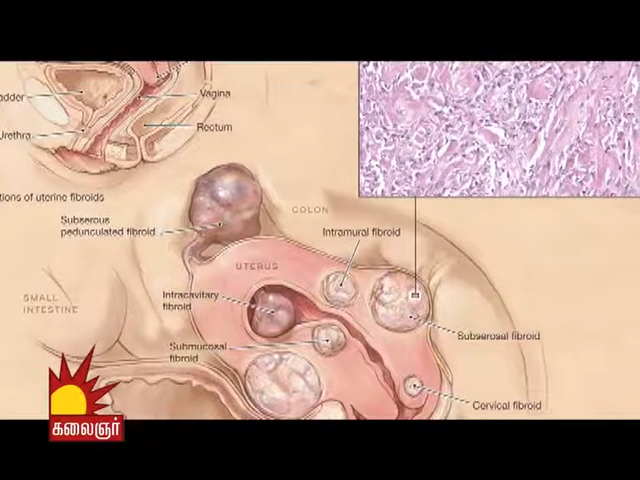 adder
Vagina
Urethra
Rectum
tions of uterine fibroids
Subserous
pedunculated fibroid
COLON
Intramural fibroid
UTERUS
SMALL
INTESTINE
Intracavitary
fibroid
Submucosal
fibroid
Subserosal fibroid
Cervical fibroid
கலைஞர்